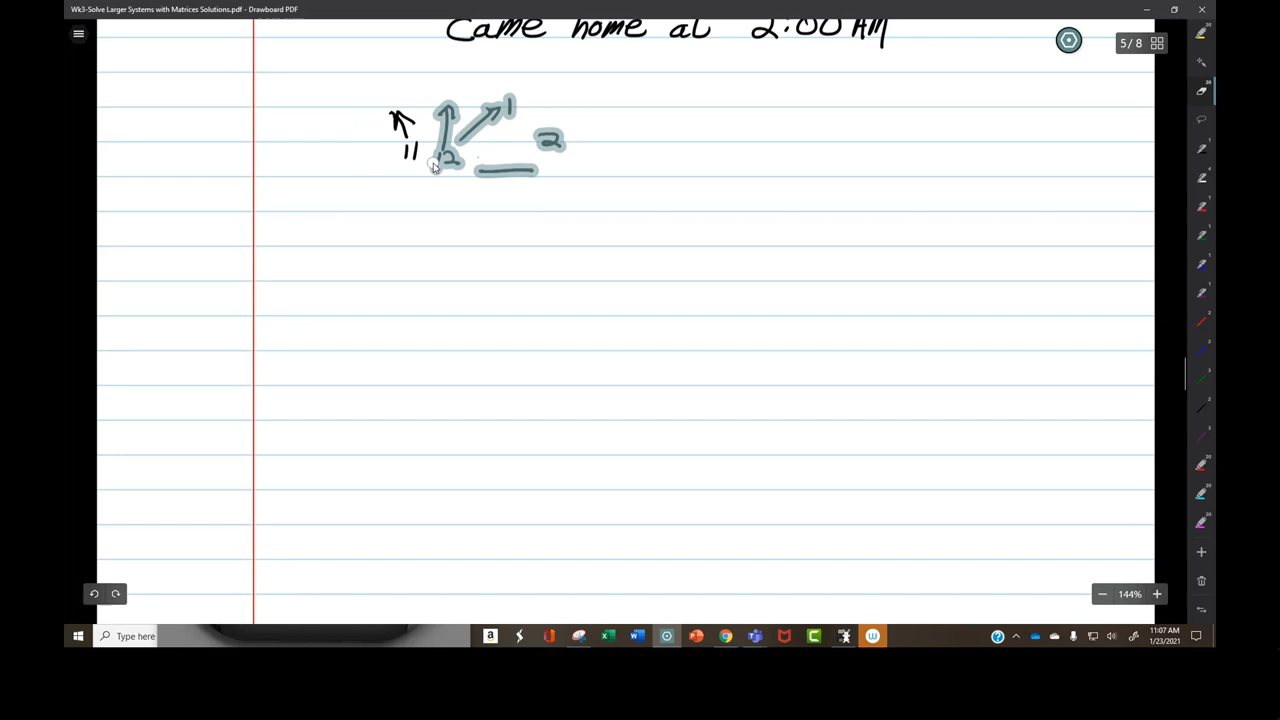 Wk3-Solve Larger Systems with Matrices Solutions.pdf - Drawboard PDF
Came home at 2:00 AM
5/8
1
2
11
12
144%
Type here
11:07 AM
1/23/2021